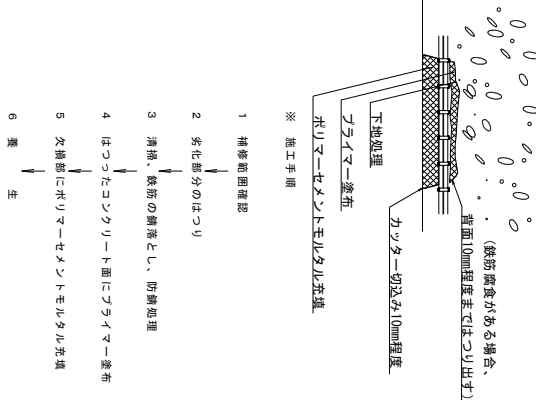 (鉄筋腐食がある場合、
背面10mm程度まではつり出す)
カッター切込み10mm程度
下地処理
プライマー塗布
ポリマーセメントモルタル充填
※ 施工手順
1 補修範囲確認
2 劣化部分のはつり
3 清掃、鉄筋の錆落とし、防錆処理
4 はつったコンクリート面にプライマー塗布
5 欠損部にポリマーセメントモルタル充填
6 養 生